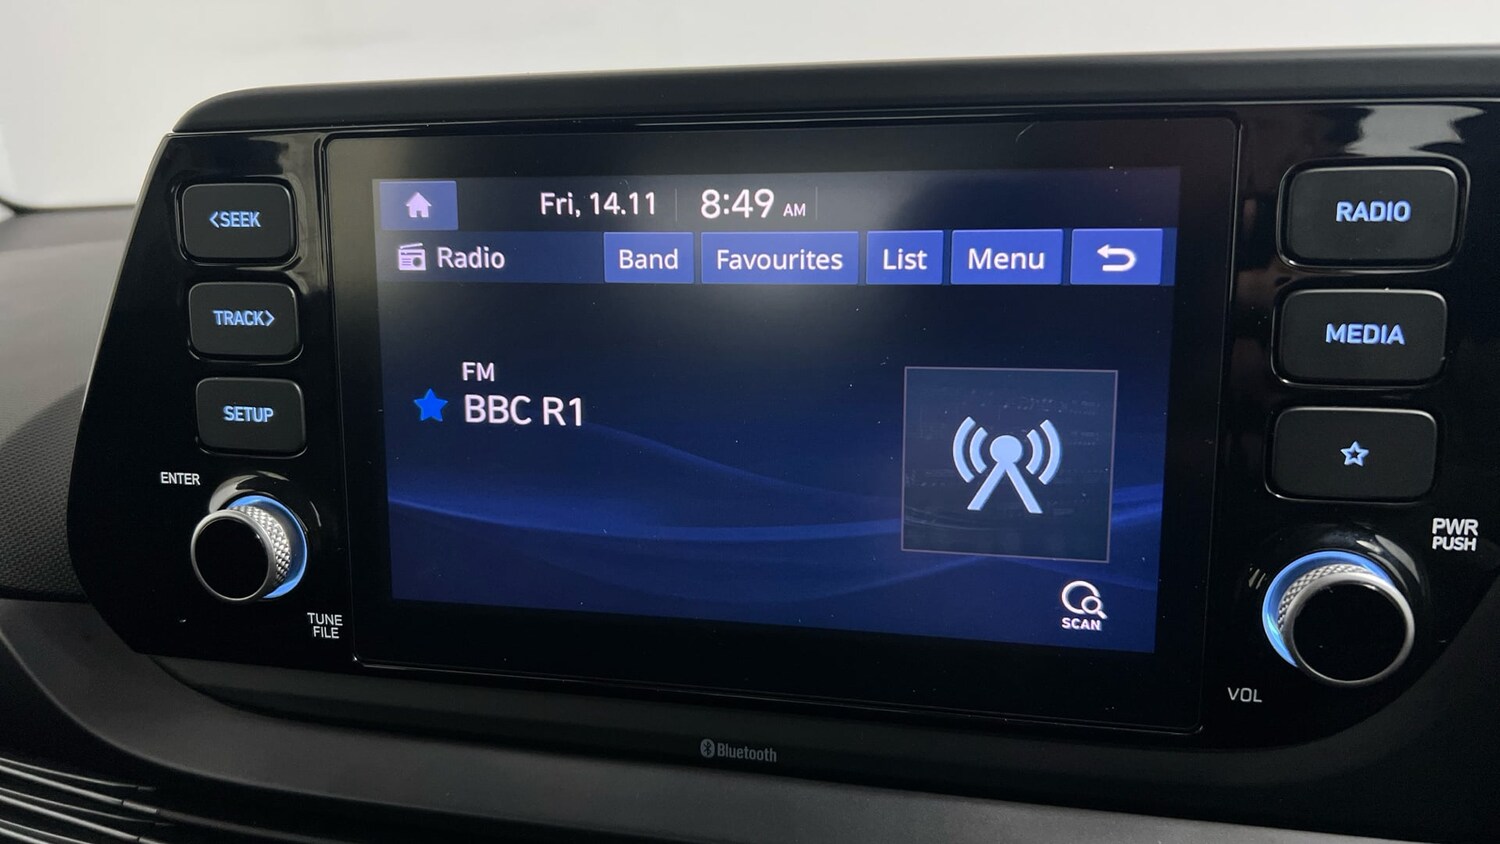 <SEEK
TRACK>
SETUP
ENTER
TUNE
FILE
Fri, 14.11 8:49 AM
Radio Band Favourites List Menu
FM
BBC R1
SCAN
RADIO
MEDIA
PWR
PUSH
VOL
Bluetooth